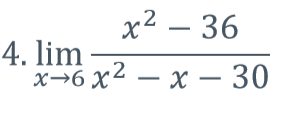 4. lim x→6 (x² − 36) / (x² − x − 30)